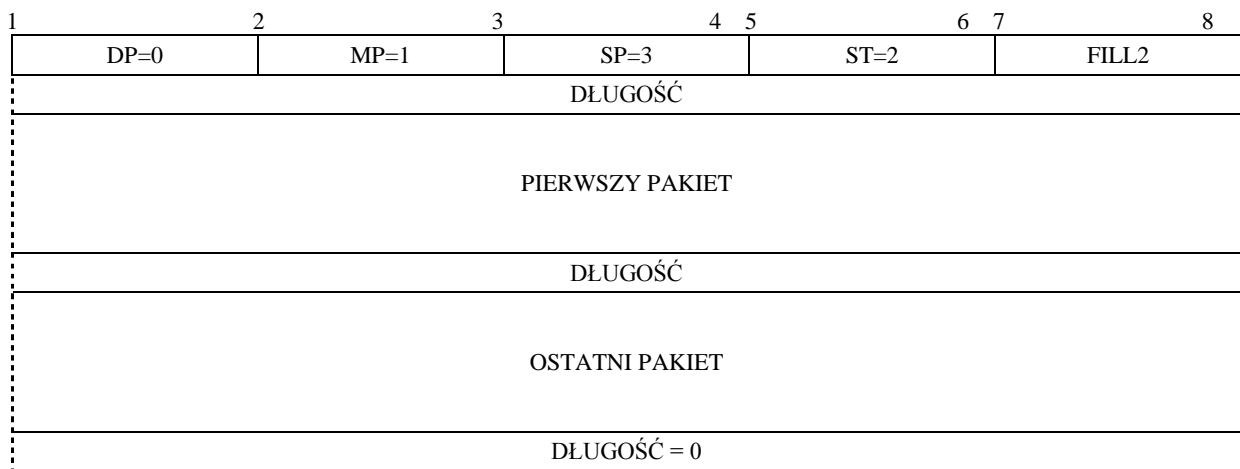 1 2 3 4 5 6 7 8
DP=0 MP=1 SP=3 ST=2 FILL2
DŁUGOŚĆ
PIERWSZY PAKIET
DŁUGOŚĆ
OSTATNI PAKIET
DŁUGOŚĆ = 0